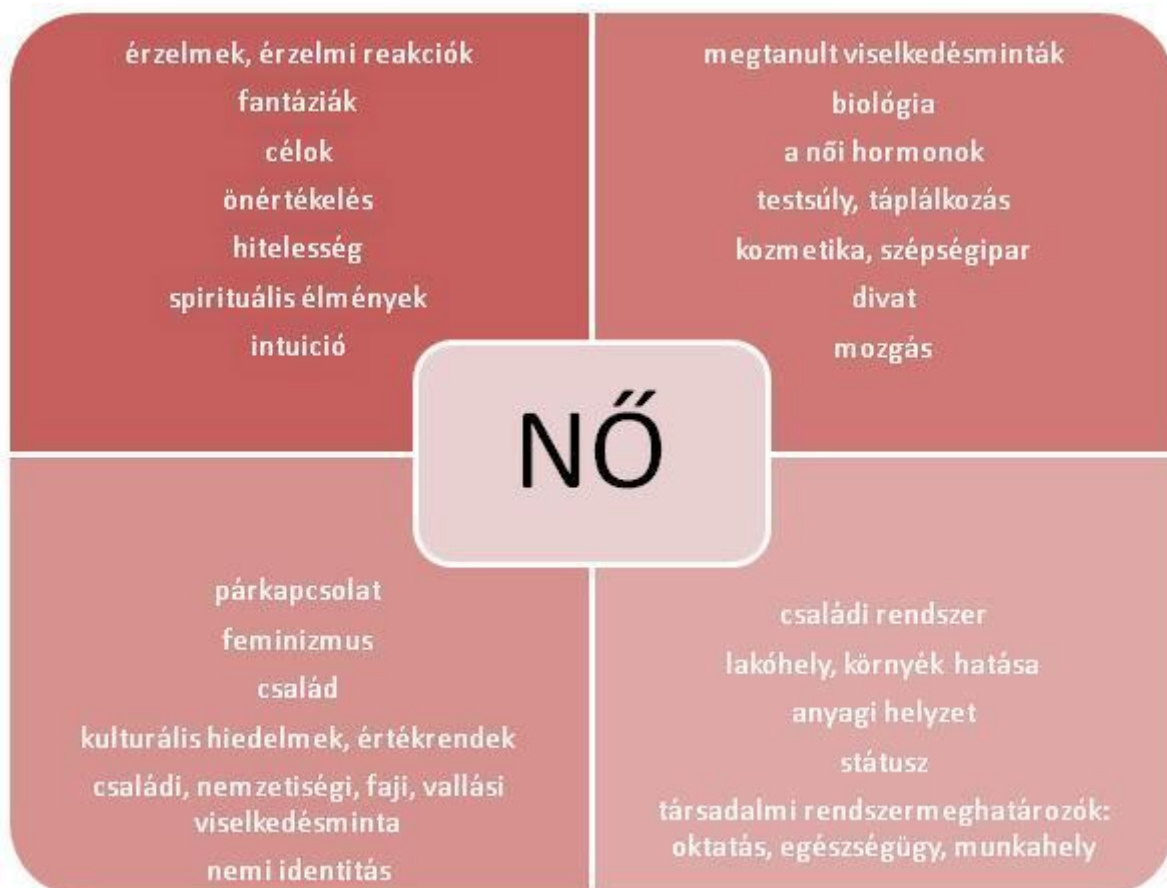 érzelmek, érzelmi reakciók
fantáziák
célok
önértékelés
hitelesség
spirituális élmények
intuició
megtanult viselkedésminták
biológia
a női hormonok
testsúly, táplálkozás
kozmetika, szépségipar
divat
mozgás
NŐ
párkapcsolat
feminizmus
család
kulturális hiedelmek, értékrendek
családi, nemzetiségi, faji, vallási
viselkedésminta
nemi identitás
családi rendszer
lakóhely, környék hatása
anyagi helyzet
státusz
társadalmi rendszermeghatározók:
oktatás, egészségügy, munkahely